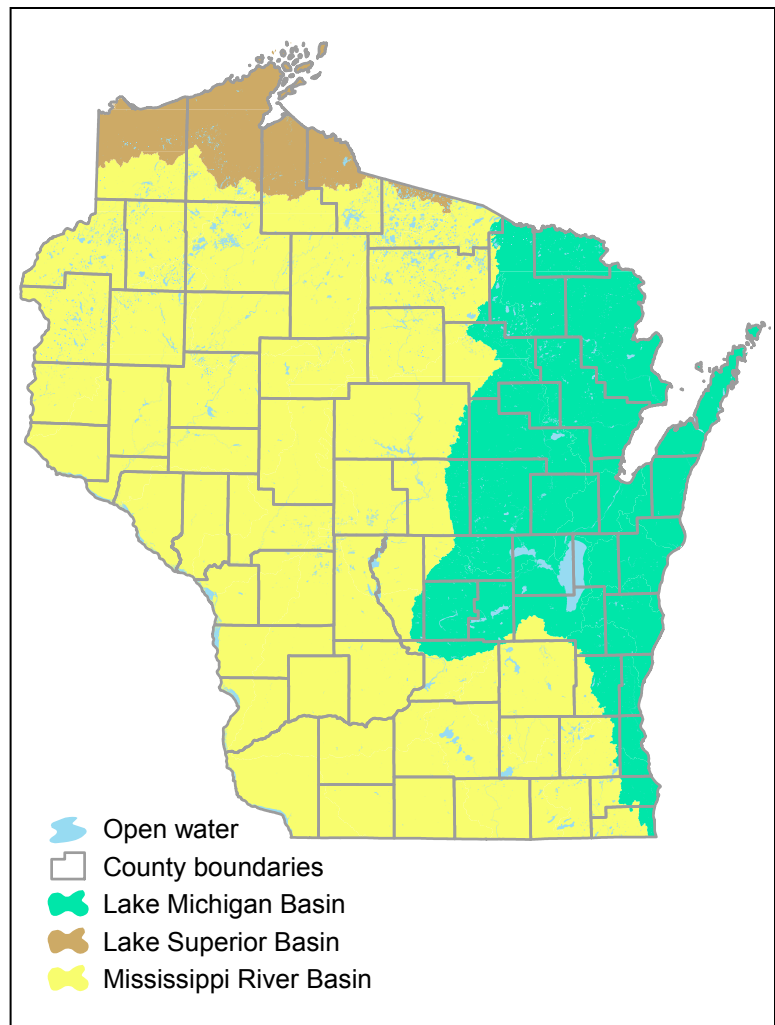 Open water
County boundaries
Lake Michigan Basin
Lake Superior Basin
Mississippi River Basin